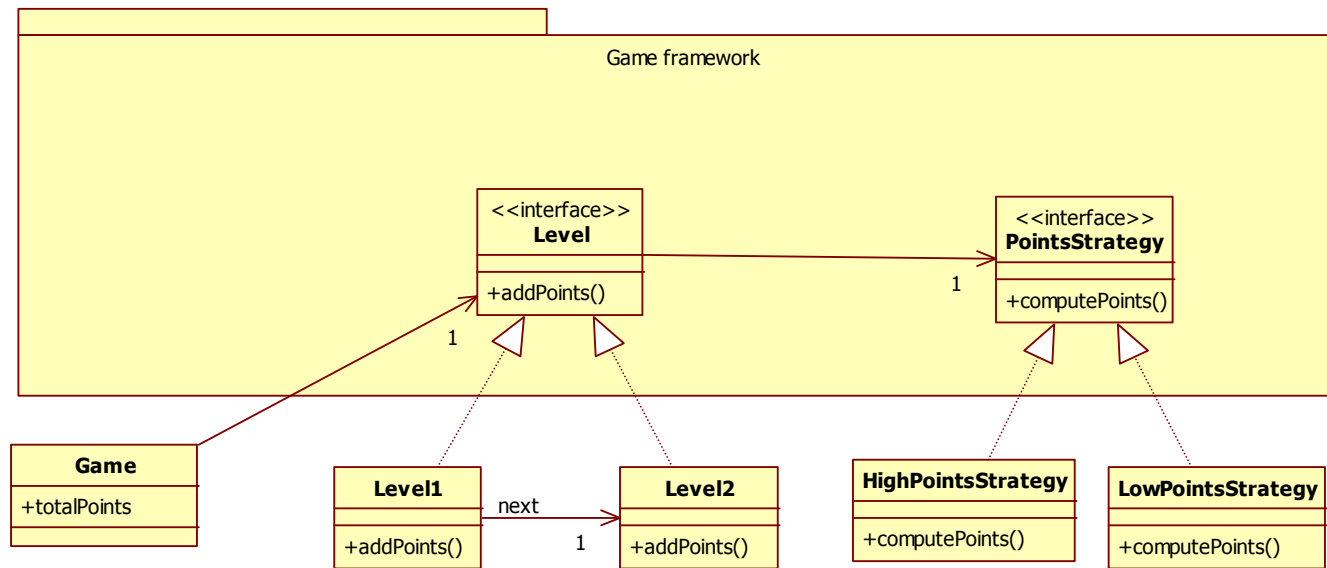 Game framework
<<interface>>
Level
+addPoints()
1
<<interface>>
PointsStrategy
+computePoints()
1
Game
+totalPoints
Level1
+addPoints()
next
1
Level2
+addPoints()
HighPointsStrategy
+computePoints()
LowPointsStrategy
+computePoints()